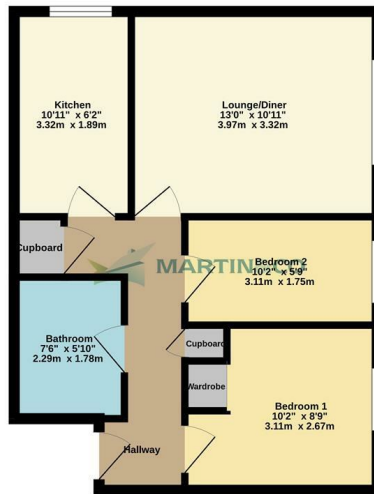 Kitchen
10'11" x 6'2"
3.32m x 1.89m
Lounge/Diner
13'0" x 10'11"
3.97m x 3.32m
Cupboard
MARTIN
Bedroom 2
10'2" x 5'9"
3.11m x 1.75m
Bathroom
7'6" x 5'10"
2.29m x 1.78m
Cupboard
Wardrobe
Bedroom 1
10'2" x 8'9"
3.11m x 2.67m
Hallway